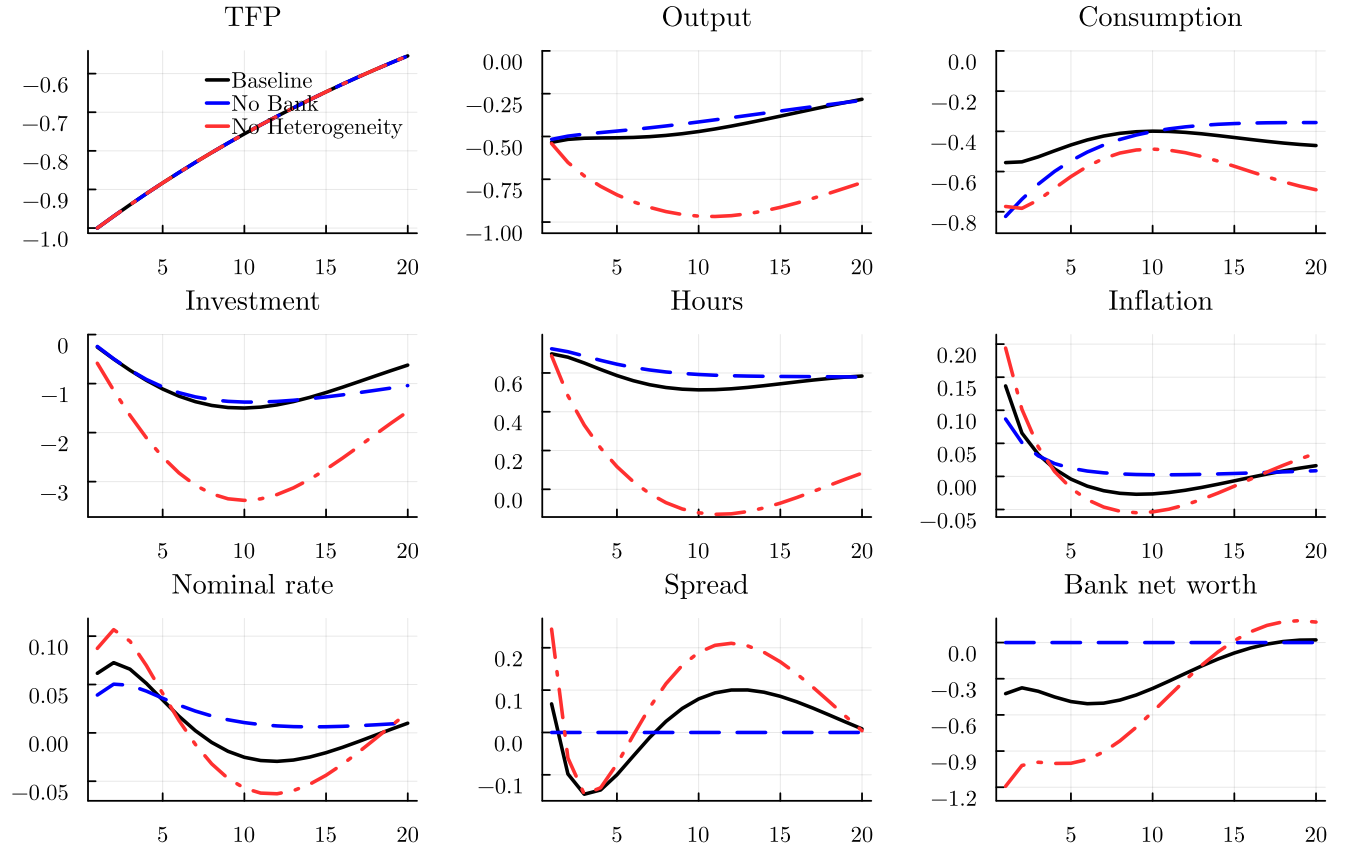 TFP
Output
Consumption
−0.6
−0.7
−0.8
−0.9
−1.0
Baseline
No Bank
No Heterogeneity
5 10 15 20
0.00
−0.25
−0.50
−0.75
−1.00
5 10 15 20
0.0
−0.2
−0.4
−0.6
−0.8
5 10 15 20
Investment
Hours
Inflation
0
−1
−2
−3
5 10 15 20
0.6
0.4
0.2
0.0
5 10 15 20
0.20
0.15
0.10
0.05
0.00
−0.05
5 10 15 20
Nominal rate
Spread
Bank net worth
0.10
0.05
0.00
−0.05
5 10 15 20
0.2
0.1
0.0
−0.1
5 10 15 20
0.0
−0.3
−0.6
−0.9
−1.2
5 10 15 20